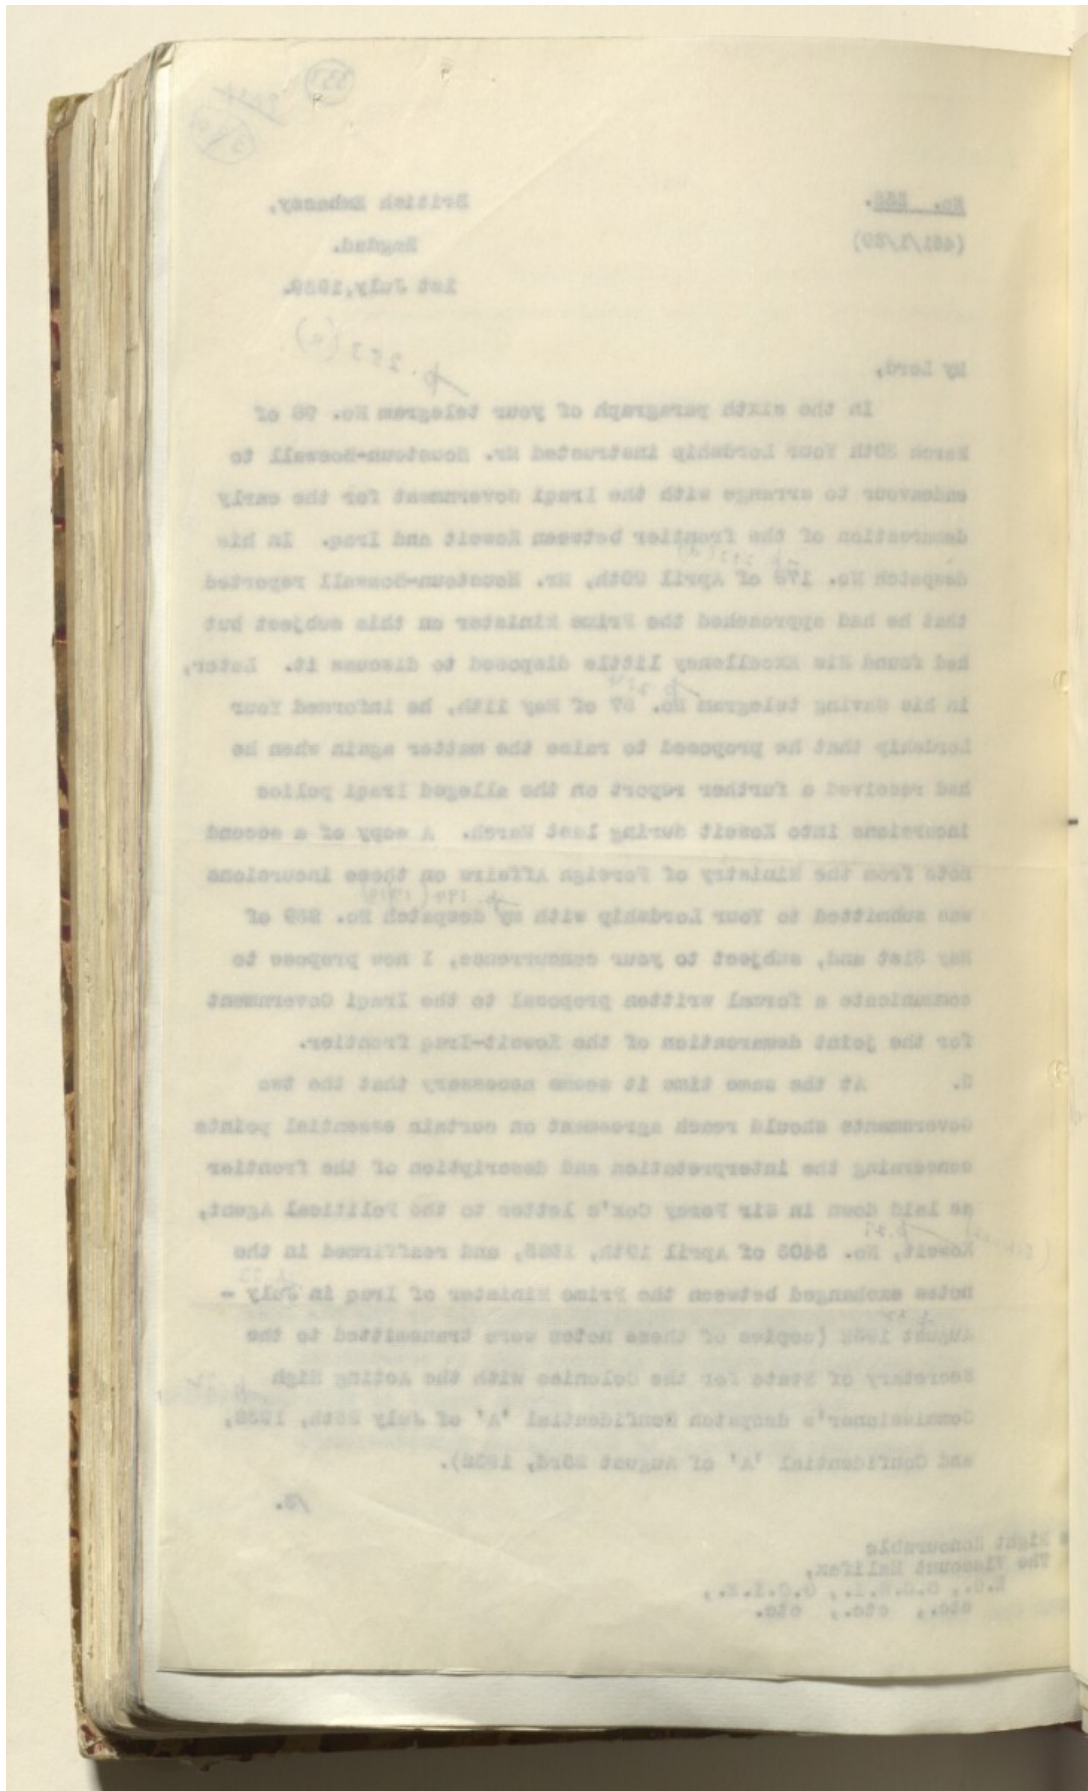 British Embassy,
Bagdad.
1st July, 1939.
No.
(461/1/39)
p. 253 (a)
My Lord,
In the sixth paragraph of your telegram No. 98 of
March 20th Your Lordship instructed Mr. Houstoun-Boswall to
endeavour to arrange with the Iraqi Government for the early
demarcation of the frontier between Koweit and Iraq. In his
despatch No. of April 20th, Mr. Houstoun-Boswall reported
that he had approached the Prime Minister on this subject but
had found His Excellency little disposed to discuss it. Later,
in his Saving telegram No. 57 of May 11th, he informed Your
Lordship that he proposed to raise the matter again when he
had received a further report on the alleged Iraqi police
incursions into Koweit during last March. A copy of a second
note from the Ministry of Foreign Affairs on these incursions
was submitted to Your Lordship with my despatch No. of
May 31st and, subject to your concurrence, I now propose to
communicate a formal written proposal to the Iraqi Government
for the joint demarcation of the Koweit-Iraq frontier.
2. At the same time it seems necessary that the two
Governments should reach agreement on certain essential points
concerning the interpretation and description of the frontier
as laid down in Sir Percy Cox's letter to the Political Agent,
Koweit, No. 5405 of April 19th, and reaffirmed in the
notes exchanged between the Prime Minister of Iraq in July -
August 1932 (copies of these notes were transmitted to the
Secretary of State for the Colonies with the Acting High
Commissioner's despatch Confidential 'A' of July 1932,
and Confidential 'A' of August 23rd, 1932).
Right Honourable
The Viscount Halifax,
K.G., G.C.S.I., G.C.I.E.,
etc., etc., etc.